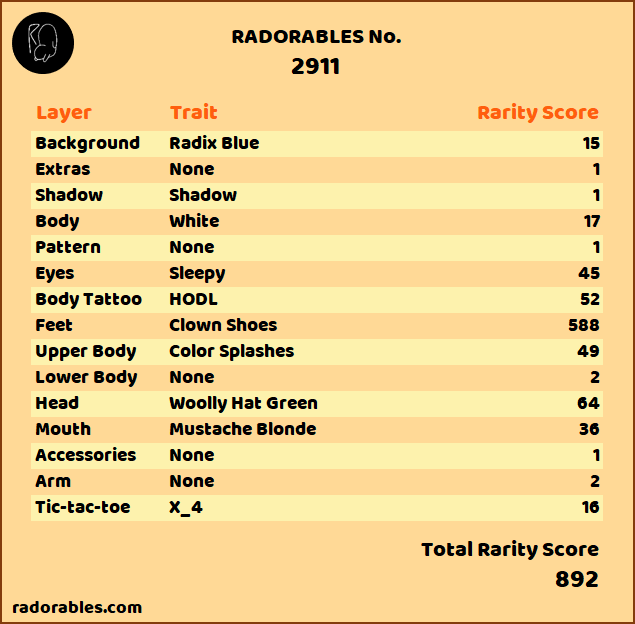 RADORABLES No.
2911
Layer Trait Rarity Score
Background Radix Blue 15
Extras None 1
Shadow Shadow 1
Body White 17
Pattern None 1
Eyes Sleepy 45
Body Tattoo HODL 52
Feet Clown Shoes 588
Upper Body Color Splashes 49
Lower Body None 2
Head Woolly Hat Green 64
Mouth Mustache Blonde 36
Accessories None 1
Arm None 2
Tic-tac-toe X_4 16
Total Rarity Score
892
radorables.com